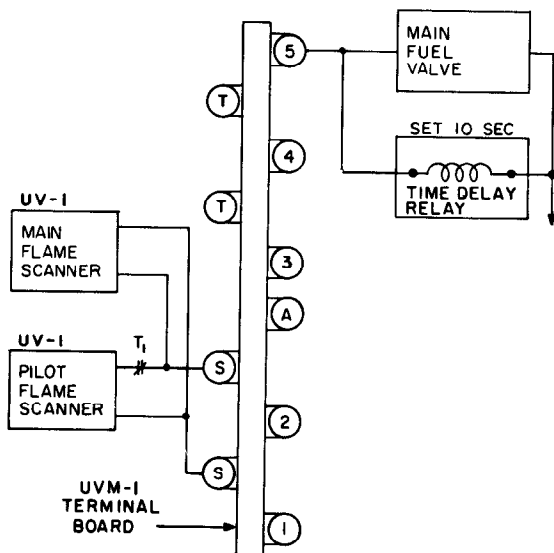 5
MAIN
FUEL
VALVE
T
SET 10 SEC
4
TIME DELAY
RELAY
UV-1
T
MAIN
FLAME
SCANNER
3
A
UV-1
T1
PILOT
FLAME
SCANNER
S
2
S
UVM-1
TERMINAL
BOARD
1